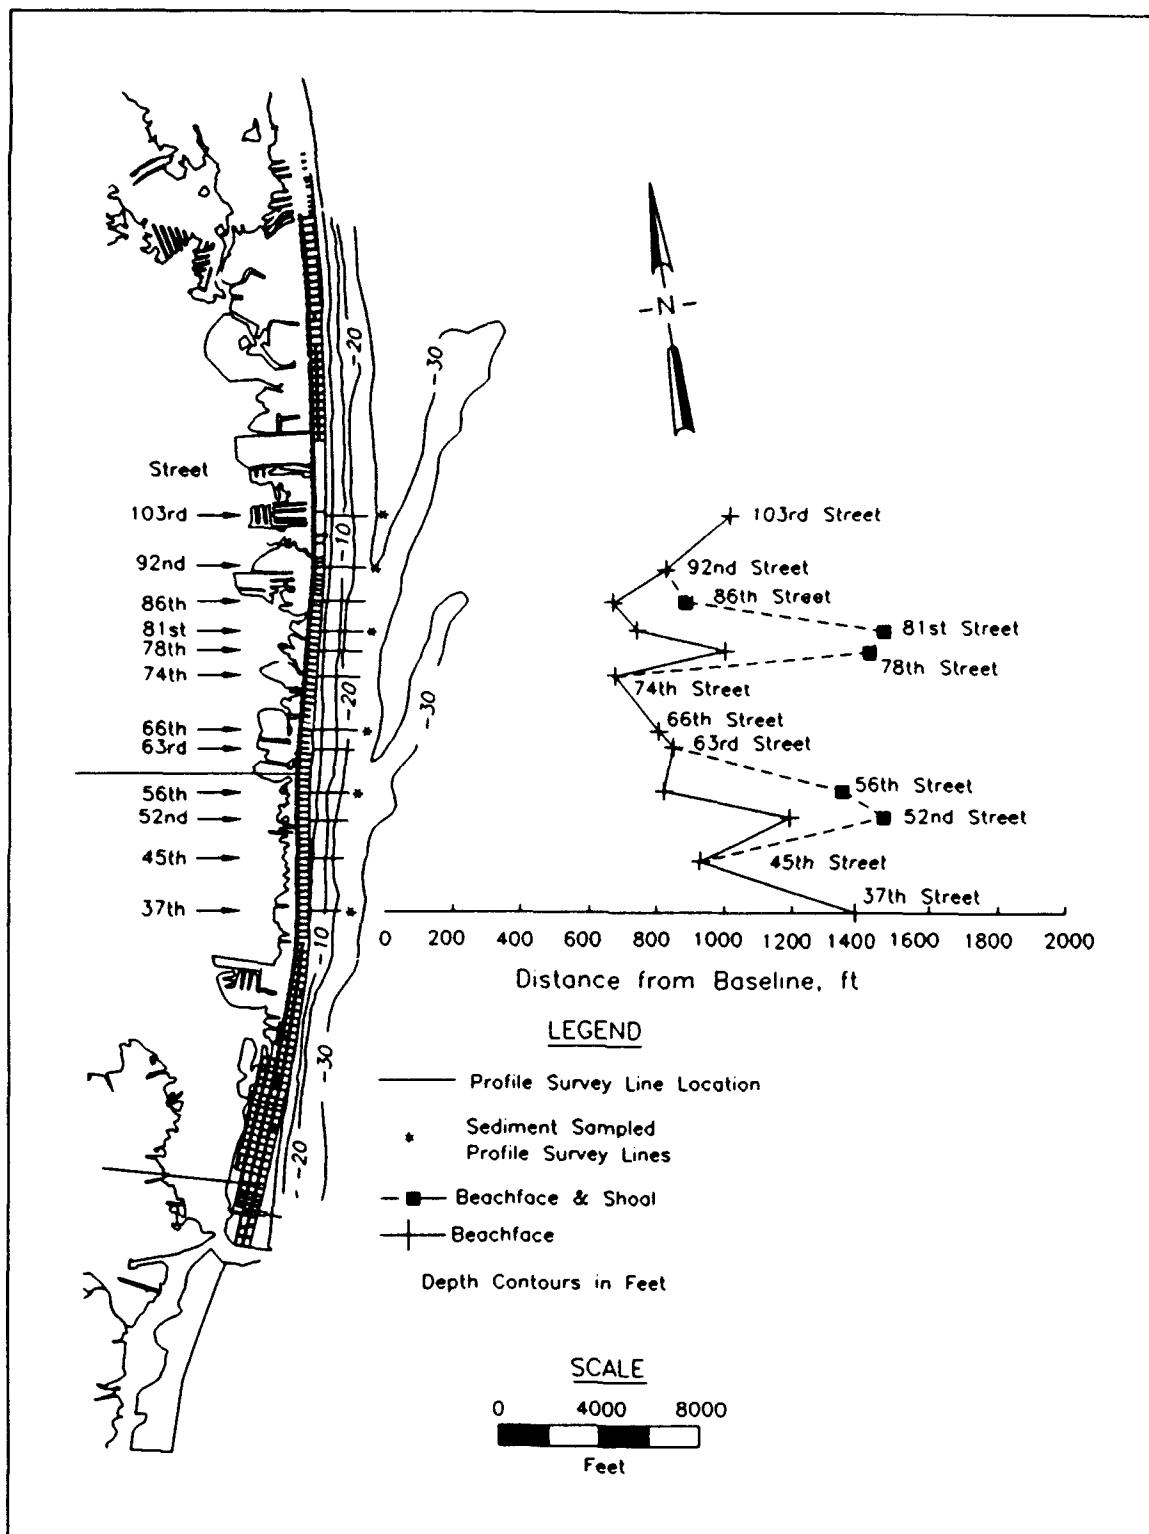 -20
-30
N
Street
103rd
103rd Street
-10
92nd
92nd Street
86th
86th Street
81st
81st Street
78th
78th Street
74th
74th Street
-20
-30
66th
66th Street
63rd
63rd Street
56th
56th Street
52nd
52nd Street
45th
45th Street
37th
37th Street
0 200 400 600 800 1000 1200 1400 1600 1800 2000
-10
Distance from Baseline, ft
LEGEND
-30
Profile Survey Line Location
Sediment Sampled
Profile Survey Lines
-20
Beachface & Shoal
Beachface
Depth Contours in Feet
SCALE
0 4000 8000
Feet